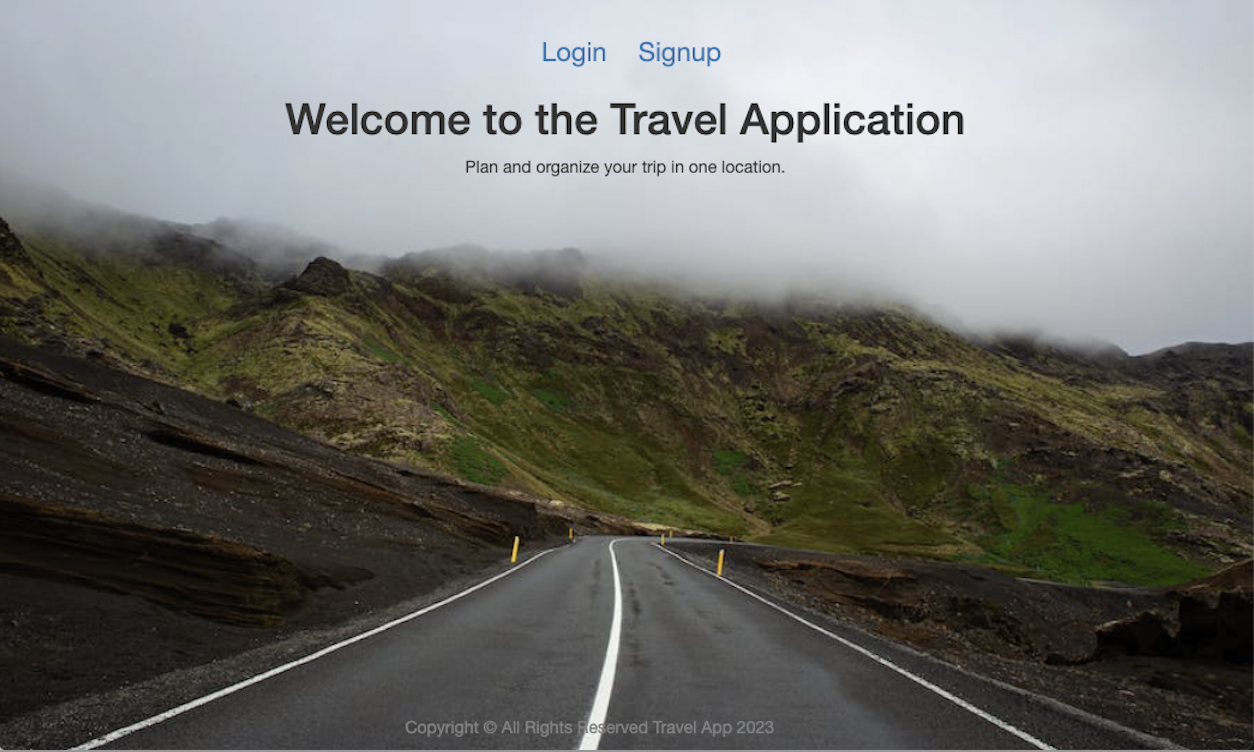 Login Signup
Welcome to the Travel Application
Plan and organize your trip in one location.
Copyright © All Rights Reserved Travel App 2023